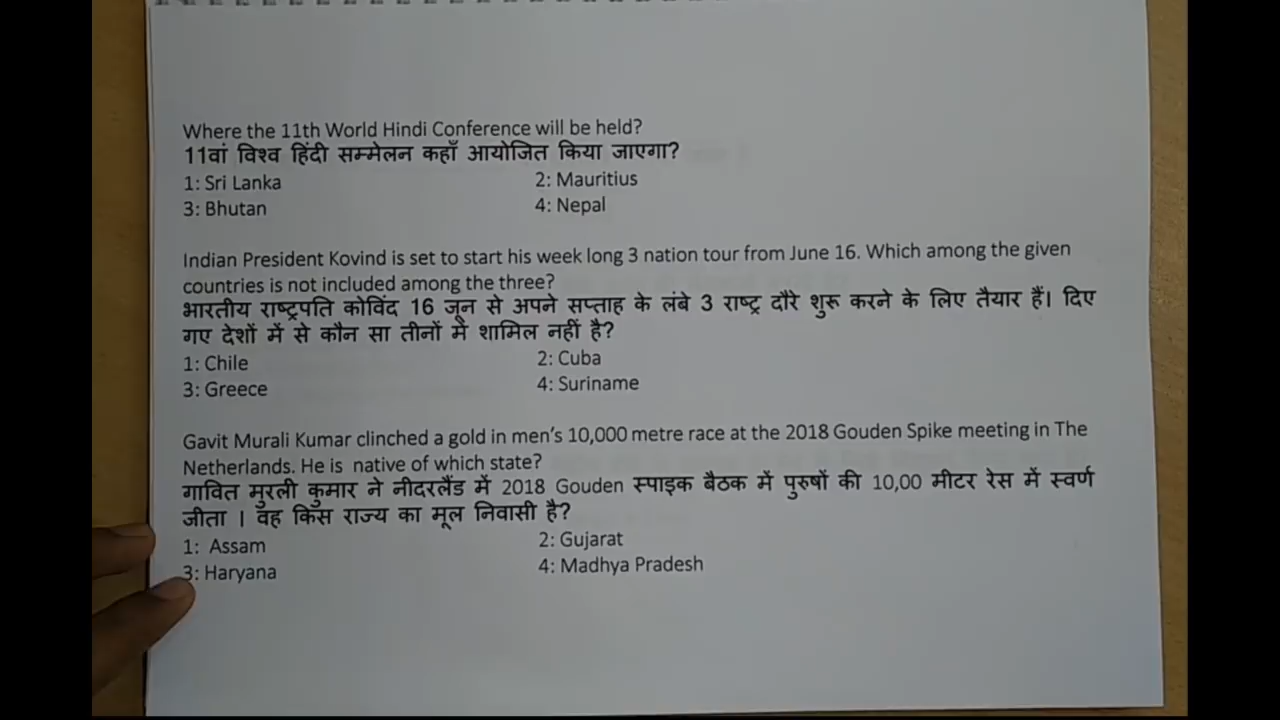 Where the 11th World Hindi Conference will be held?
11वां विश्व हिंदी सम्मेलन कहाँ आयोजित किया जाएगा?
1: Sri Lanka 2: Mauritius
3: Bhutan 4: Nepal
Indian President Kovind is set to start his week long 3 nation tour from June 16. Which among the given
countries is not included among the three?
भारतीय राष्ट्रपति कोविंद 16 जून से अपने सप्ताह के लंबे 3 राष्ट्र दौरे शुरू करने के लिए तैयार हैं। दिए
गए देशों में से कौन सा तीनों में शामिल नहीं है?
1: Chile 2: Cuba
3: Greece 4: Suriname
Gavit Murali Kumar clinched a gold in men's 10,000 metre race at the 2018 Gouden Spike meeting in The
Netherlands. He is native of which state?
गावित मुरली कुमार ने नीदरलैंड में 2018 Gouden स्पाइक बैठक में पुरुषों की 10,00 मीटर रेस में स्वर्ण
जीता । वह किस राज्य का मूल निवासी है?
1: Assam 2: Gujarat
3: Haryana 4: Madhya Pradesh